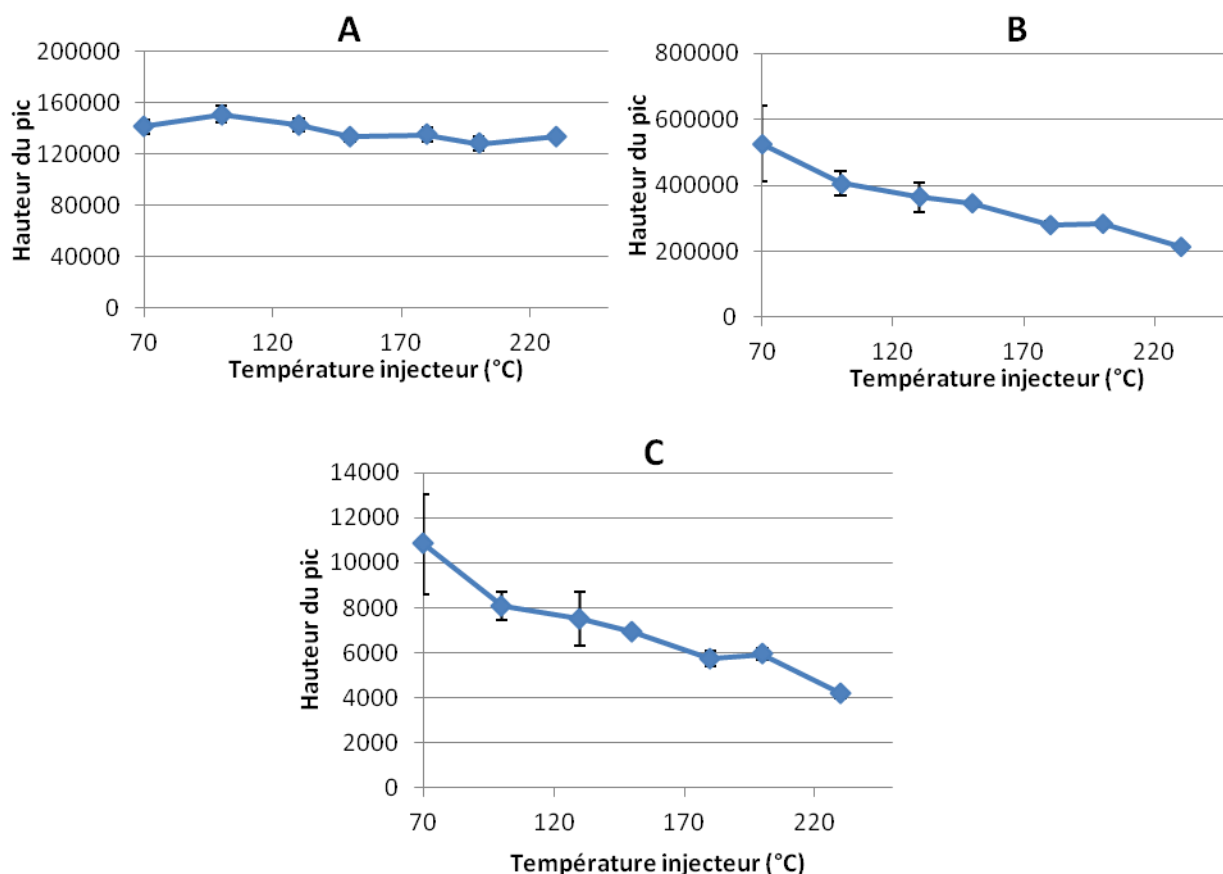 A
200000
160000
120000
80000
40000
0
Hauteur du pic
70 120 170 220
Température injecteur (°C)
B
800000
600000
400000
200000
0
Hauteur du pic
70 120 170 220
Température injecteur (°C)
C
14000
12000
10000
8000
6000
4000
2000
0
Hauteur du pic
70 120 170 220
Température injecteur (°C)